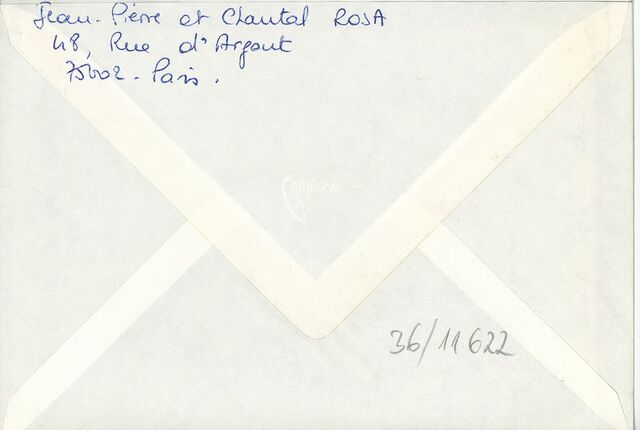 Jean-Pierre et Chantal ROSA
48, Rue d'Argout
75002 - Paris.
36/11622